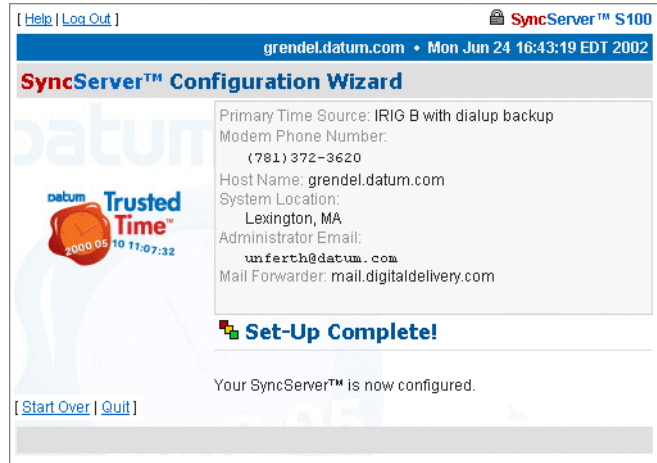 [ Help | Log Out ]
SyncServer™ S100
grendel.datum.com • Mon Jun 24 16:43:19 EDT 2002
SyncServer™ Configuration Wizard
Datum
Primary Time Source: IRIG B with dialup backup
Modem Phone Number:
(781)372-3620
Host Name: grendel.datum.com
System Location:
Lexington, MA
Administrator Email:
unferth@datum.com
Mail Forwarder: mail.digitaldelivery.com
Datum Trusted
Time™
2000 05 10 11:07:32
Set-Up Complete!
Your SyncServer™ is now configured.
[ Start Over | Quit ]